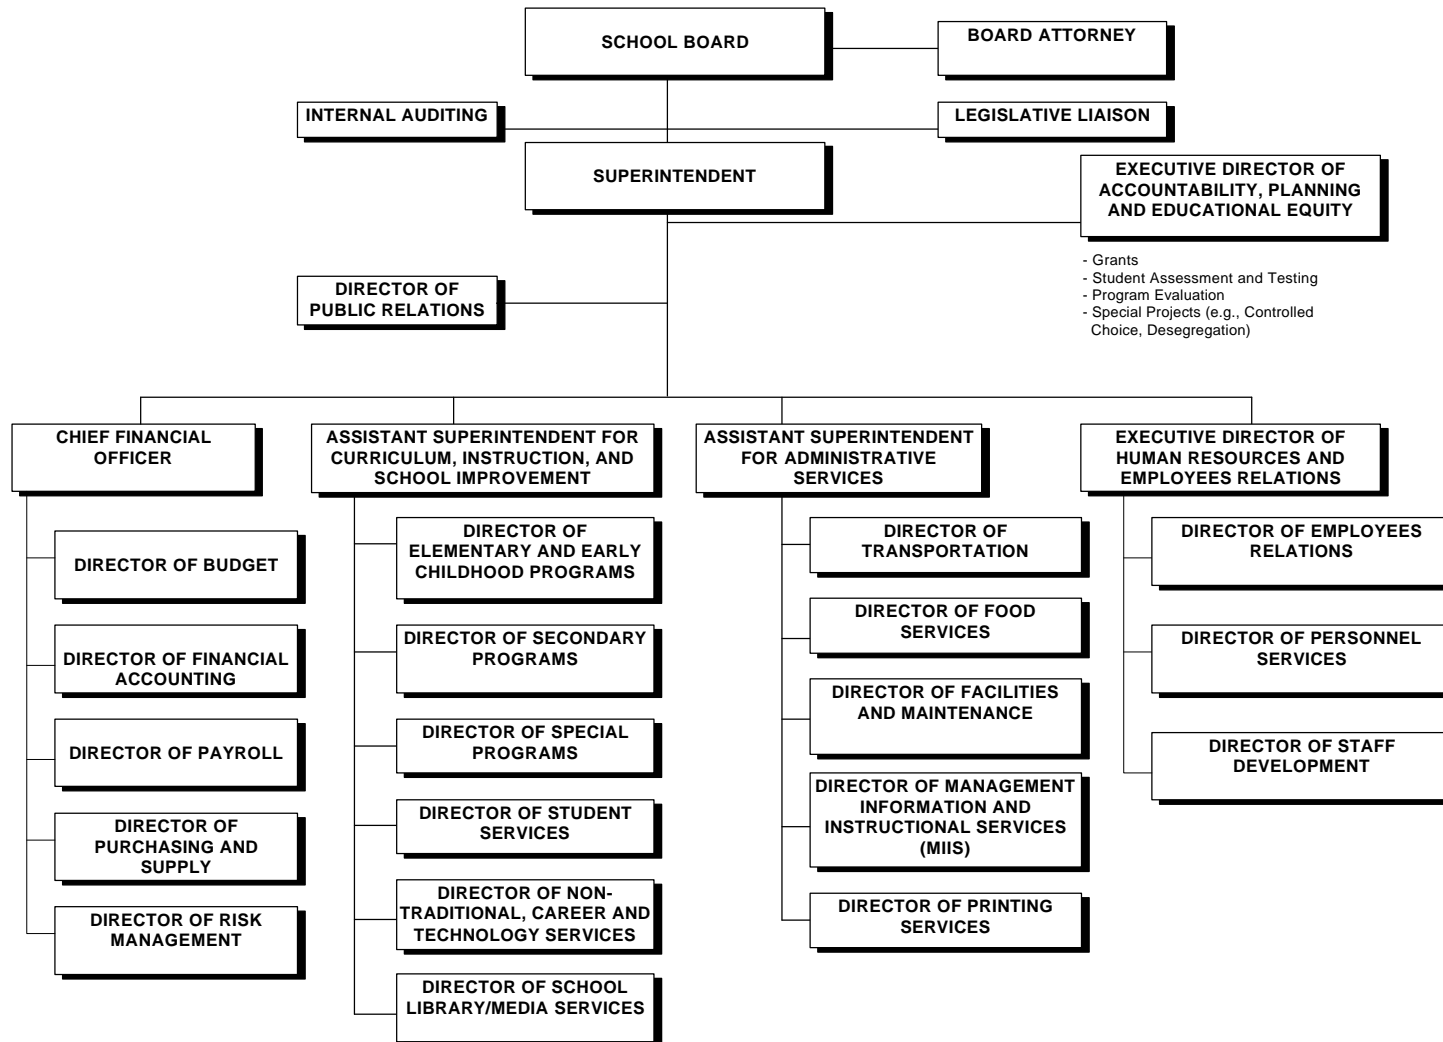 SCHOOL BOARD
BOARD ATTORNEY
INTERNAL AUDITING
LEGISLATIVE LIAISON
SUPERINTENDENT
EXECUTIVE DIRECTOR OF
ACCOUNTABILITY, PLANNING
AND EDUCATIONAL EQUITY
- Grants
- Student Assessment and Testing
- Program Evaluation
- Special Projects (e.g., Controlled
Choice, Desegregation)
DIRECTOR OF
PUBLIC RELATIONS
CHIEF FINANCIAL
OFFICER
DIRECTOR OF BUDGET
DIRECTOR OF FINANCIAL
ACCOUNTING
DIRECTOR OF PAYROLL
DIRECTOR OF
PURCHASING AND
SUPPLY
DIRECTOR OF RISK
MANAGEMENT
ASSISTANT SUPERINTENDENT FOR
CURRICULUM, INSTRUCTION, AND
SCHOOL IMPROVEMENT
DIRECTOR OF
ELEMENTARY AND EARLY
CHILDHOOD PROGRAMS
DIRECTOR OF SECONDARY
PROGRAMS
DIRECTOR OF SPECIAL
PROGRAMS
DIRECTOR OF STUDENT
SERVICES
DIRECTOR OF NON-
TRADITIONAL, CAREER AND
TECHNOLOGY SERVICES
DIRECTOR OF SCHOOL
LIBRARY/MEDIA SERVICES
ASSISTANT SUPERINTENDENT
FOR ADMINISTRATIVE
SERVICES
DIRECTOR OF
TRANSPORTATION
DIRECTOR OF FOOD
SERVICES
DIRECTOR OF FACILITIES
AND MAINTENANCE
DIRECTOR OF MANAGEMENT
INFORMATION AND
INSTRUCTIONAL SERVICES
(MIIS)
DIRECTOR OF PRINTING
SERVICES
EXECUTIVE DIRECTOR OF
HUMAN RESOURCES AND
EMPLOYEES RELATIONS
DIRECTOR OF EMPLOYEES
RELATIONS
DIRECTOR OF PERSONNEL
SERVICES
DIRECTOR OF STAFF
DEVELOPMENT